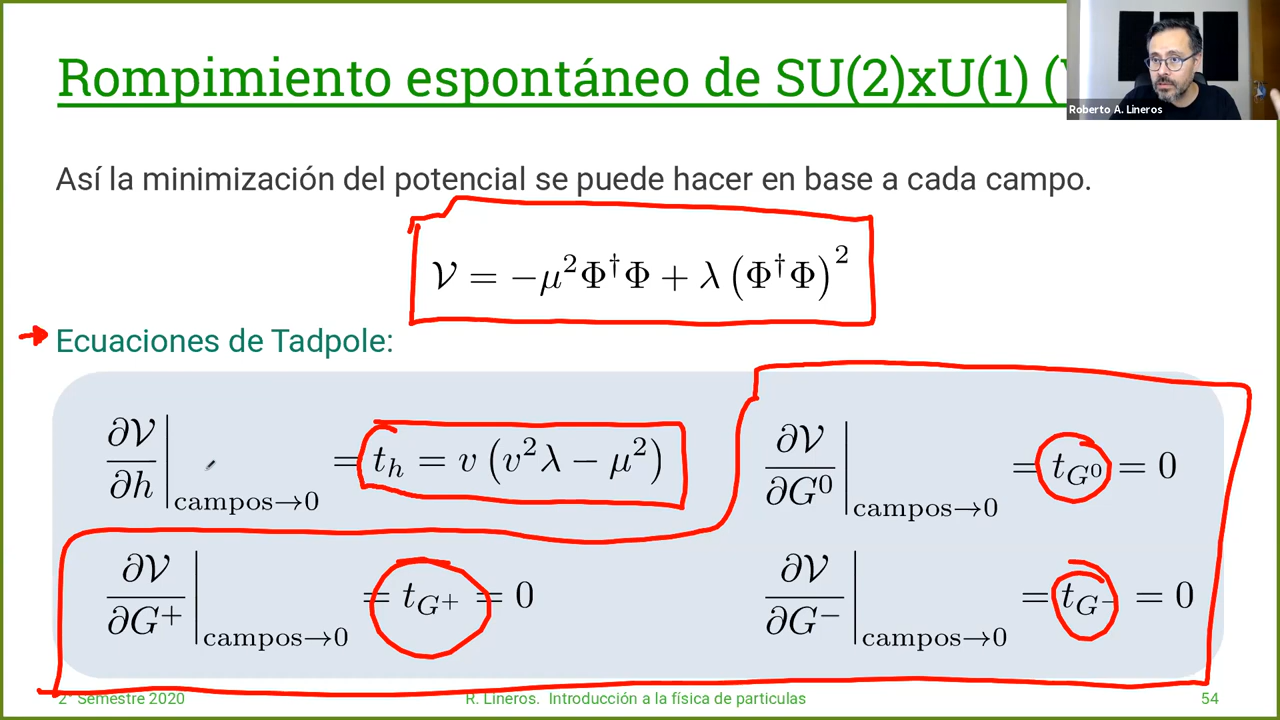 Rompimiento espontáneo de SU(2)xU(1) (
Roberto A. Lineros
Así la minimización del potencial se puede hacer en base a cada campo.
𝒱 = −μ²Φ†Φ + λ (Φ†Φ)²
Ecuaciones de Tadpole:
∂𝒱/∂h |campos→0 = t_h = v (v²λ − μ²)
∂𝒱/∂G⁰ |campos→0 = t_G⁰ = 0
∂𝒱/∂G⁺ |campos→0 = t_G⁺ = 0
∂𝒱/∂G⁻ |campos→0 = t_G⁻ = 0
2° Semestre 2020
R. Lineros. Introducción a la física de particulas
54